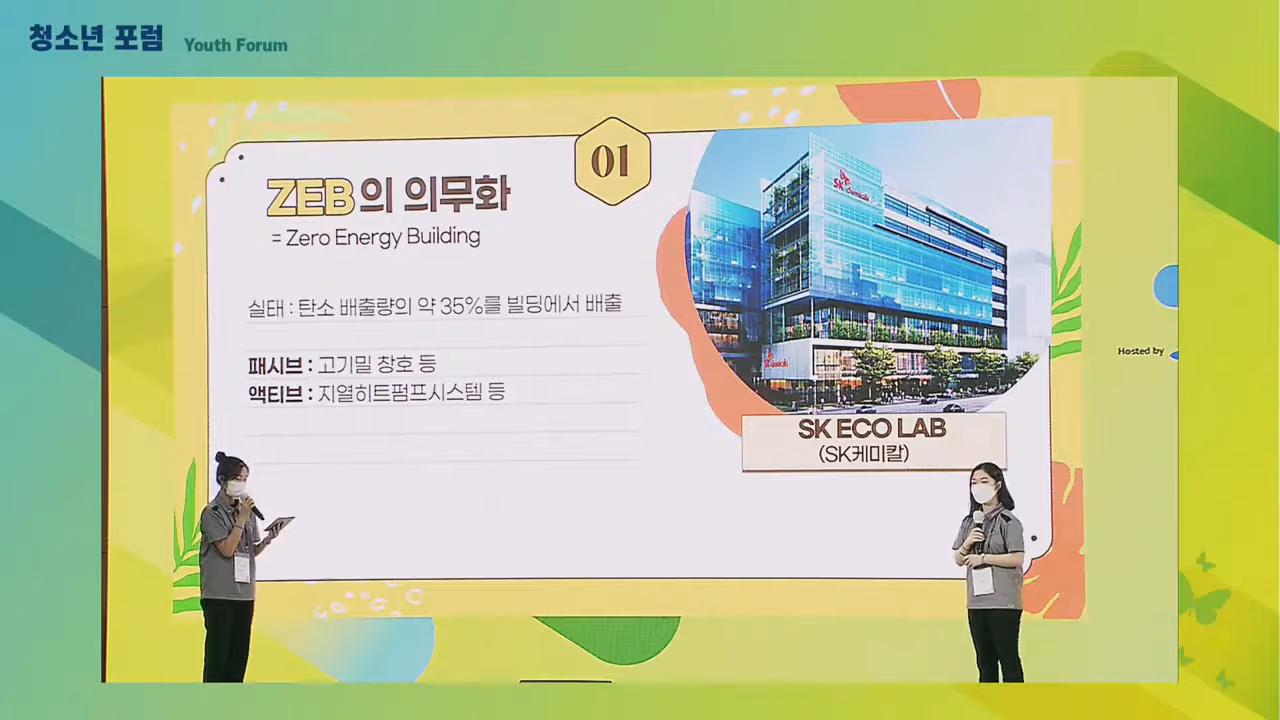 청소년 포럼 Youth Forum
01
ZEB의 의무화
= Zero Energy Building
실태 : 탄소 배출량의 약 35%를 빌딩에서 배출
패시브 : 고기밀 창호 등
액티브 : 지열히트펌프시스템 등
SK chemicals
SK ECO LAB
(SK케미칼)
Hosted by